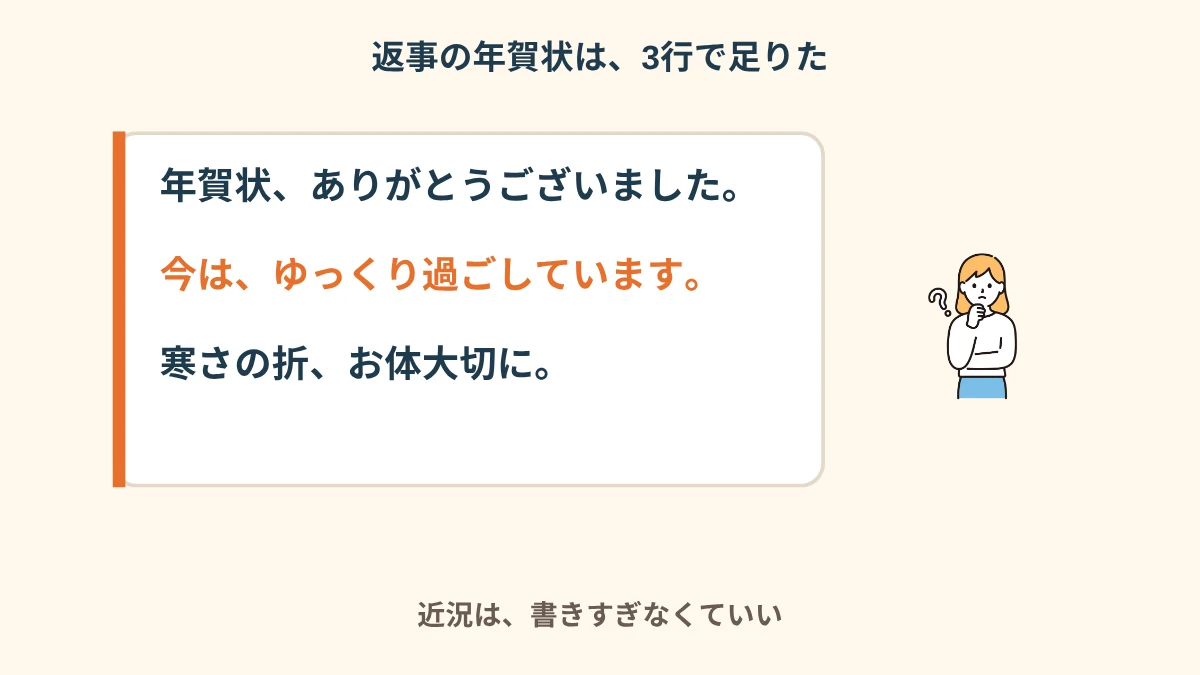 返事の年賀状は、3行で足りた
年賀状、ありがとうございました。
今は、ゆっくり過ごしています。
寒さの折、お体大切に。
近況は、書きすぎなくていい